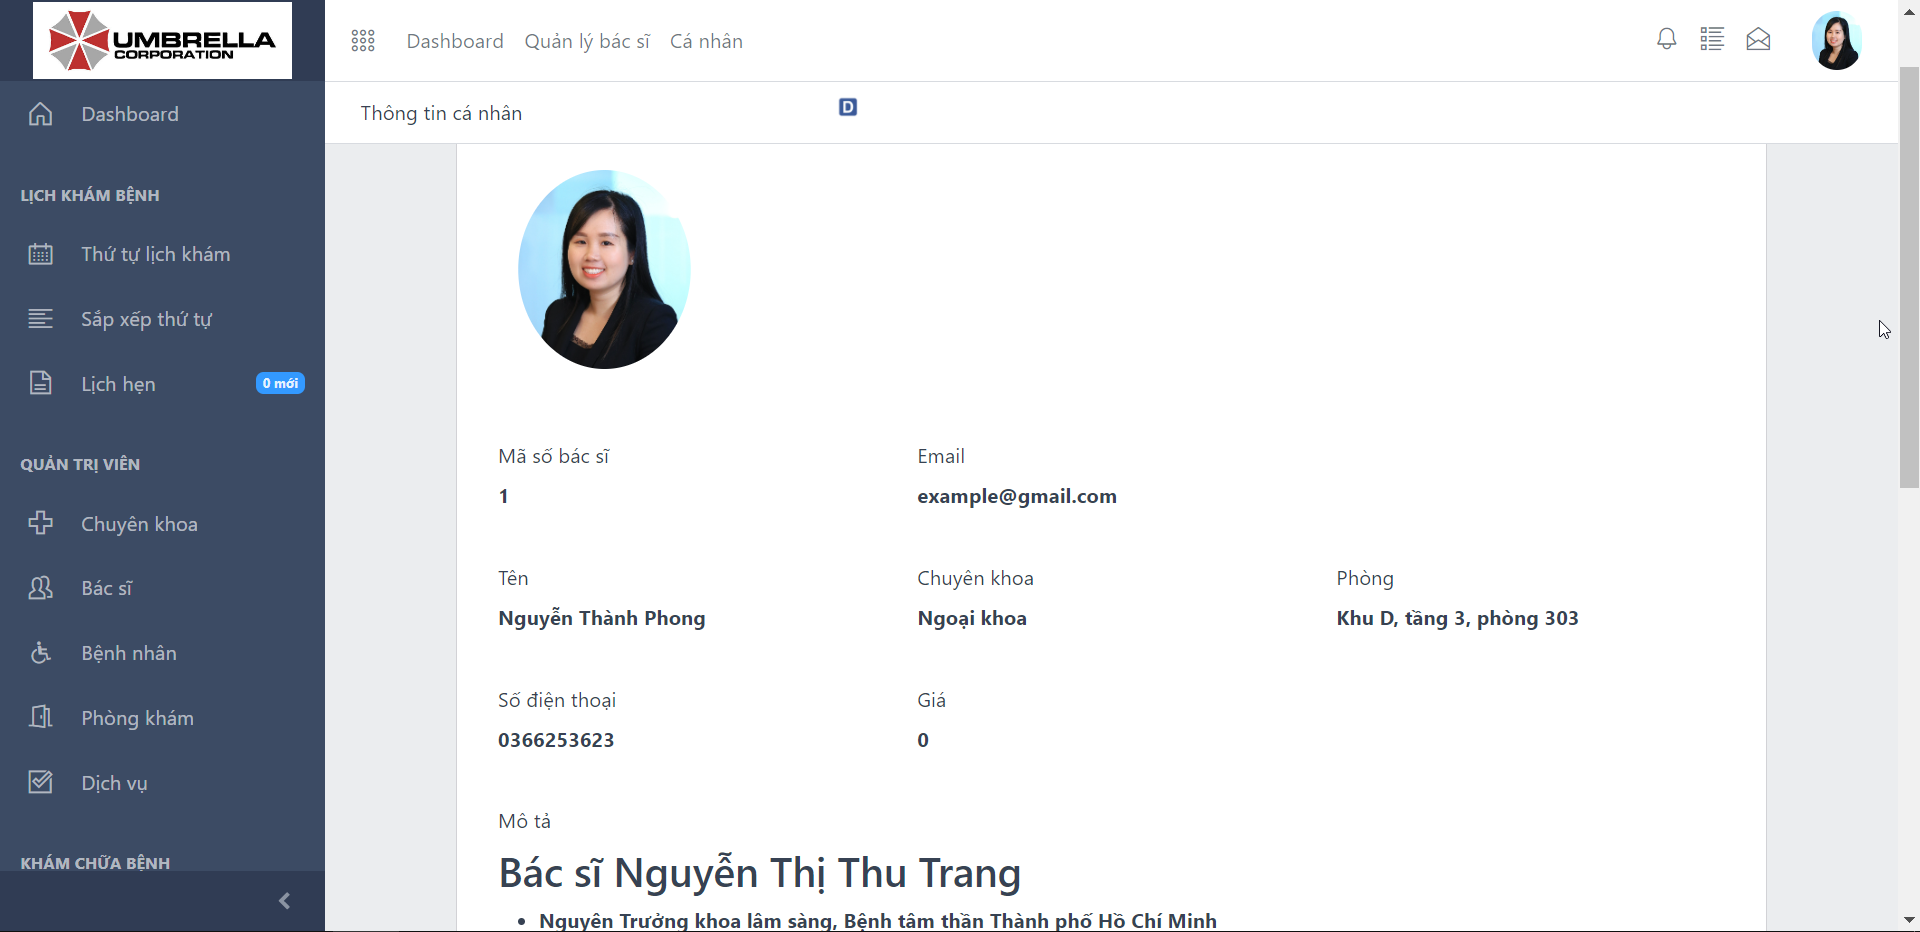 UMBRELLA
CORPORATION
Dashboard Quản lý bác sĩ Cá nhân
Dashboard
LỊCH KHÁM BỆNH
Thứ tự lịch khám
Sắp xếp thứ tự
Lịch hẹn 0 mới
QUẢN TRỊ VIÊN
Chuyên khoa
Bác sĩ
Bệnh nhân
Phòng khám
Dịch vụ
KHÁM CHỮA BỆNH
Thông tin cá nhân D
Mã số bác sĩ Email
1 example@gmail.com
Tên Chuyên khoa Phòng
Nguyễn Thành Phong Ngoại khoa Khu D, tầng 3, phòng 303
Số điện thoại Giá
0366253623 0
Mô tả
Bác sĩ Nguyễn Thị Thu Trang
• Nguyên Trưởng khoa lâm sàng, Bệnh tâm thần Thành phố Hồ Chí Minh